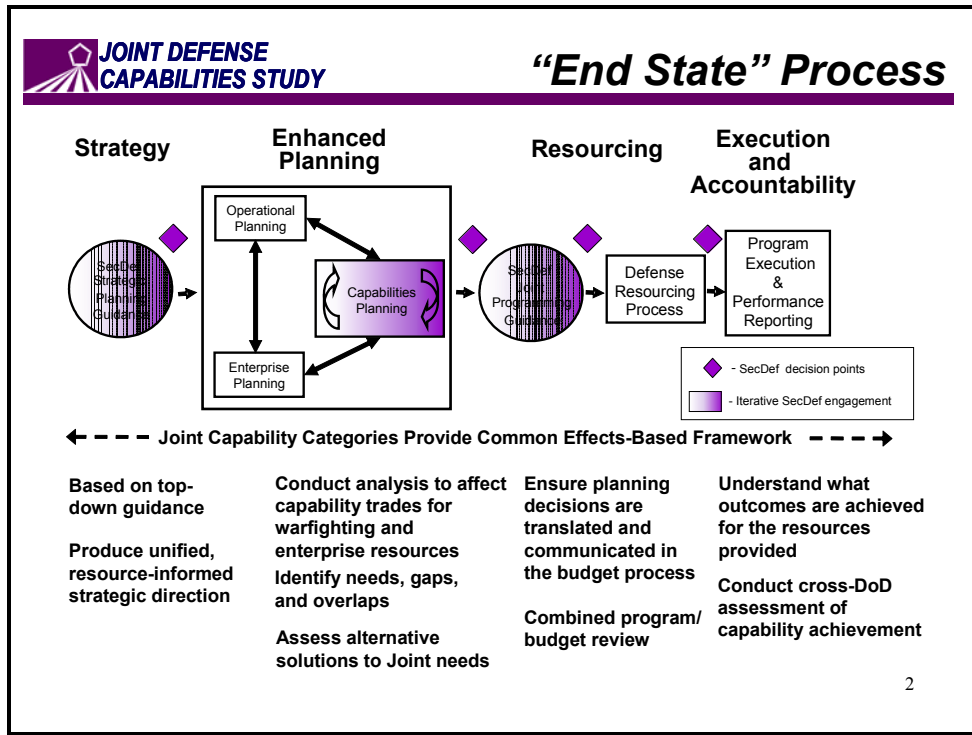 JOINT DEFENSE
CAPABILITIES STUDY
“End State” Process
Strategy
Enhanced
Planning
Resourcing
Execution
and
Accountability
SecDef
Strategic
Planning
Guidance
Operational
Planning
Capabilities
Planning
Enterprise
Planning
SecDef
Joint
Programming
Guidance
Defense
Resourcing
Process
Program
Execution
&
Performance
Reporting
- SecDef decision points
- Iterative SecDef engagement
Joint Capability Categories Provide Common Effects-Based Framework
Based on top-
down guidance
Produce unified,
resource-informed
strategic direction
Conduct analysis to affect
capability trades for
warfighting and
enterprise resources
Identify needs, gaps,
and overlaps
Assess alternative
solutions to Joint needs
Ensure planning
decisions are
translated and
communicated in
the budget process
Combined program/
budget review
Understand what
outcomes are achieved
for the resources
provided
Conduct cross-DoD
assessment of
capability achievement
2